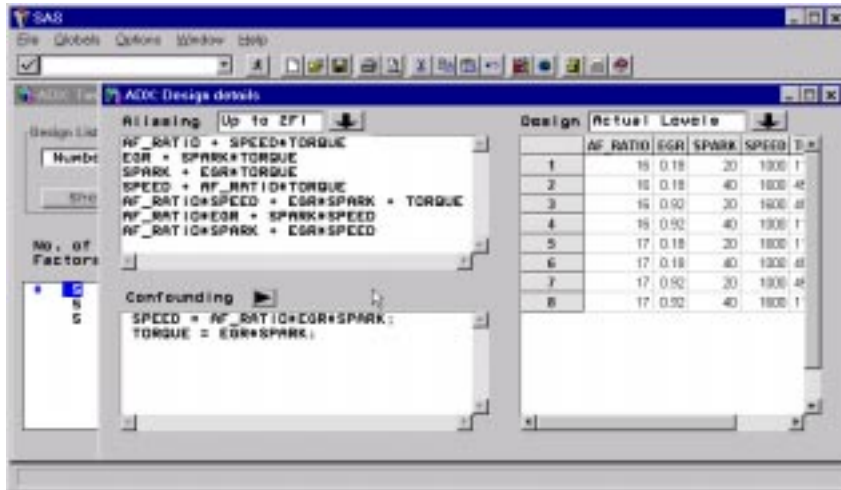 SAS
File Globals Options Window Help
ADX: Design details
Design List
Numbe
No. of
Factors
5
5
5
Aliasing Up to 2FI
AF_RATIO + SPEED*TORQUE
EGR + SPARK*TORQUE
SPARK + EGR*TORQUE
SPEED + AF_RATIO*TORQUE
AF_RATIO*SPEED + EGR*SPARK + TORQUE
AF_RATIO*EGR + SPARK*SPEED
AF_RATIO*SPARK + EGR*SPEED
Confounding
SPEED = AF_RATIO*EGR*SPARK;
TORQUE = EGR*SPARK;
Design Actual Levels
AF_RATIO EGR SPARK SPEED
1 16 0.18 20 1000
2 16 0.18 40
3 16 0.92 20 1600
4 16 0.92 40 1000
5 17 0.18 20
6 17 0.18 40 1000
7 17 0.92 20 1000
8 17 0.92 40